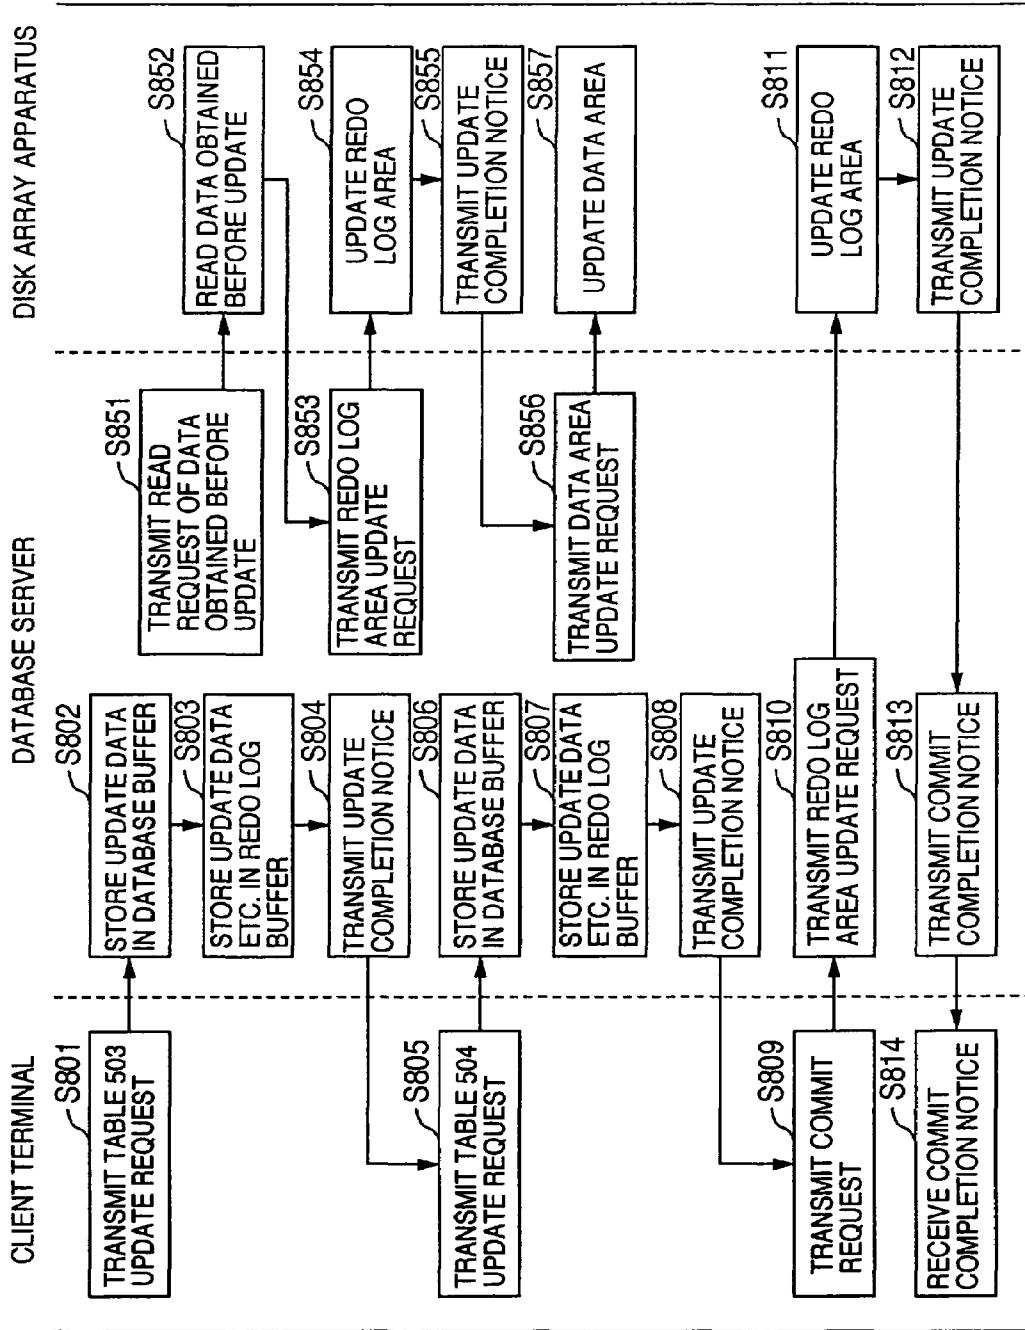 CLIENT TERMINAL
DATABASE SERVER
DISK ARRAY APPARATUS
S801
TRANSMIT TABLE 503
UPDATE REQUEST
S802
STORE UPDATE DATA
IN DATABASE BUFFER
S803
STORE UPDATE DATA
ETC. IN REDO LOG
BUFFER
S804
TRANSMIT UPDATE
COMPLETION NOTICE
S805
TRANSMIT TABLE 504
UPDATE REQUEST
S806
STORE UPDATE DATA
IN DATABASE BUFFER
S807
STORE UPDATE DATA
ETC. IN REDO LOG
BUFFER
S808
TRANSMIT UPDATE
COMPLETION NOTICE
S809
TRANSMIT COMMIT
REQUEST
S810
TRANSMIT REDO LOG
AREA UPDATE REQUEST
S811
UPDATE REDO
LOG AREA
S812
TRANSMIT UPDATE
COMPLETION NOTICE
S813
TRANSMIT COMMIT
COMPLETION NOTICE
S814
RECEIVE COMMIT
COMPLETION NOTICE
S851
TRANSMIT READ
REQUEST OF DATA
OBTAINED BEFORE
UPDATE
S852
READ DATA OBTAINED
BEFORE UPDATE
S853
TRANSMIT REDO LOG
AREA UPDATE
REQUEST
S854
UPDATE REDO
LOG AREA
S855
TRANSMIT UPDATE
COMPLETION NOTICE
S856
TRANSMIT DATA AREA
UPDATE REQUEST
S857
UPDATE DATA AREA